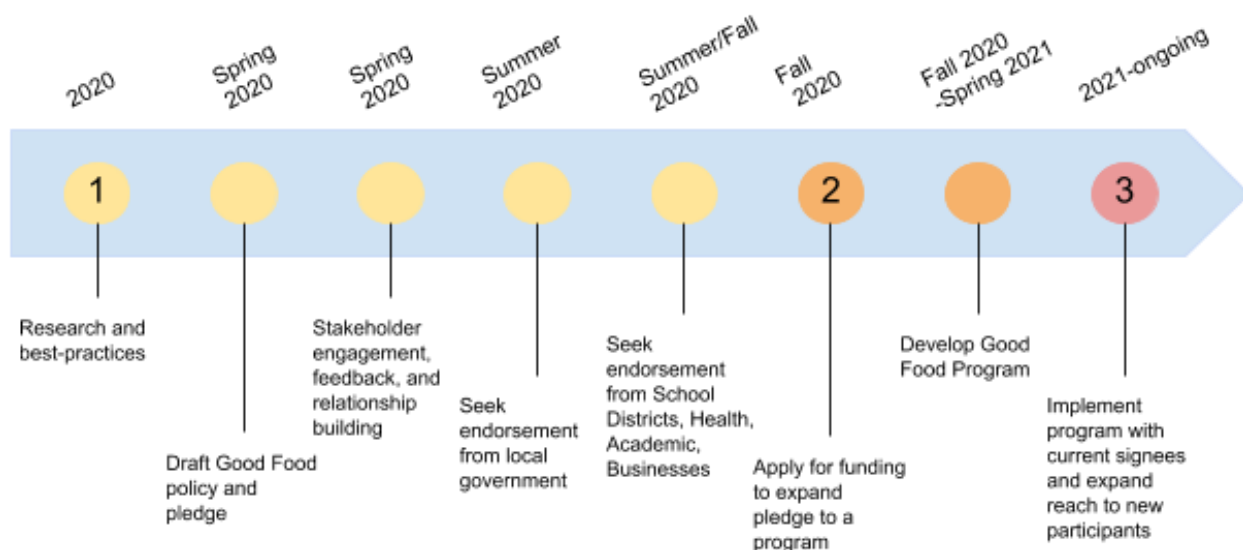 2020
Spring
2020
Spring
2020
Summer
2020
Summer/Fall
2020
Fall
2020
Fall 2020
-Spring 2021
2021-ongoing
1
2
3
Research and
best-practices
Draft Good Food
policy and
pledge
Stakeholder
engagement,
feedback, and
relationship
building
Seek
endorsement
from local
government
Seek
endorsement
from School
Districts, Health,
Academic,
Businesses
Apply for funding
to expand
pledge to a
program
Develop Good
Food Program
Implement
program with
current signees
and expand
reach to new
participants